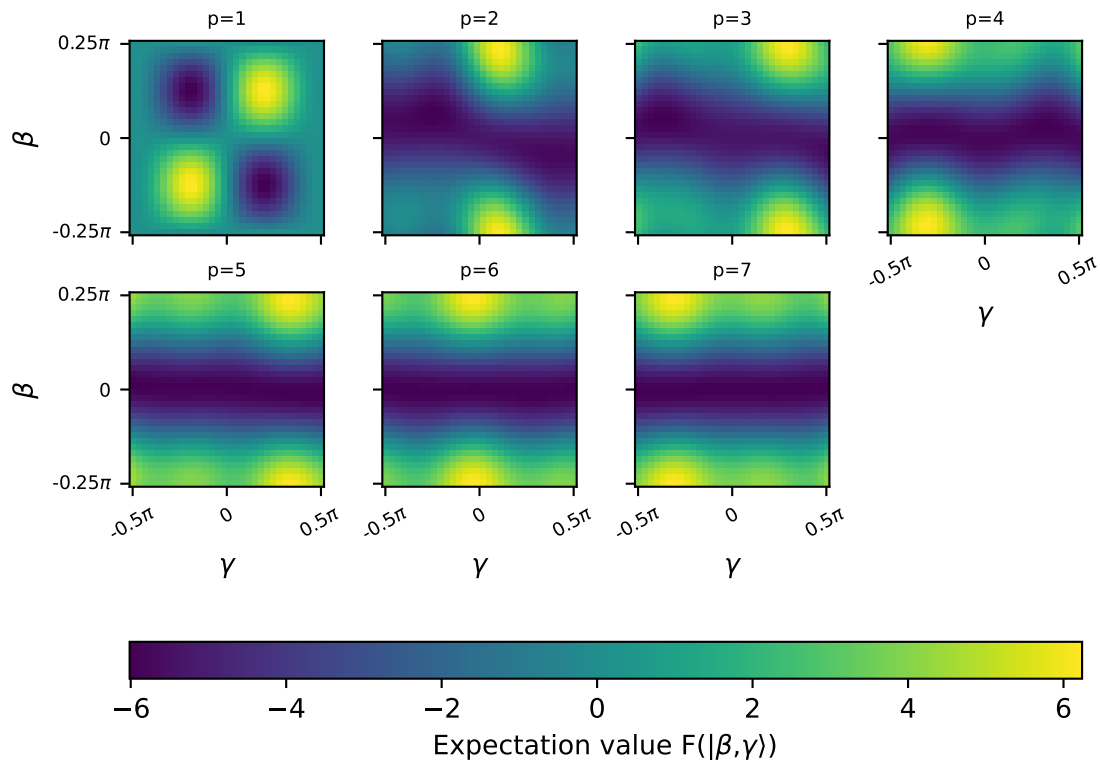 p=1
p=2
p=3
p=4
β
0.25π
0
-0.25π
-0.5π
0
0.5π
γ
p=5
p=6
p=7
β
0.25π
0
-0.25π
-0.5π
0
0.5π
-0.5π
0
0.5π
-0.5π
0
0.5π
γ
γ
γ
−6
−4
−2
0
2
4
6
Expectation value F(|β,γ⟩)